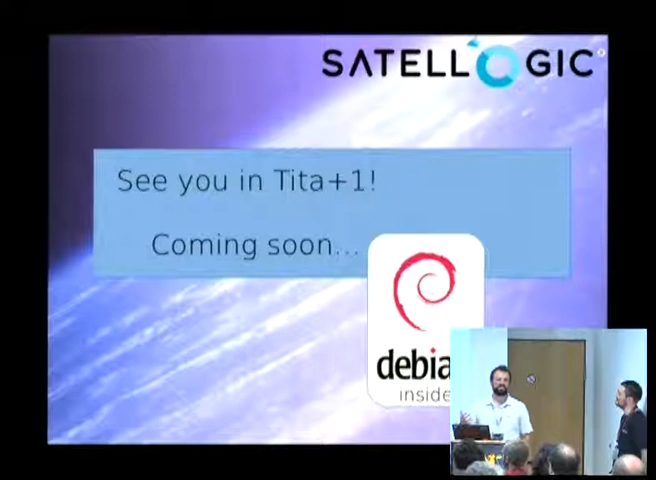 SATELLOGIC®
See you in Tita+1!
Coming soon...
debia
inside